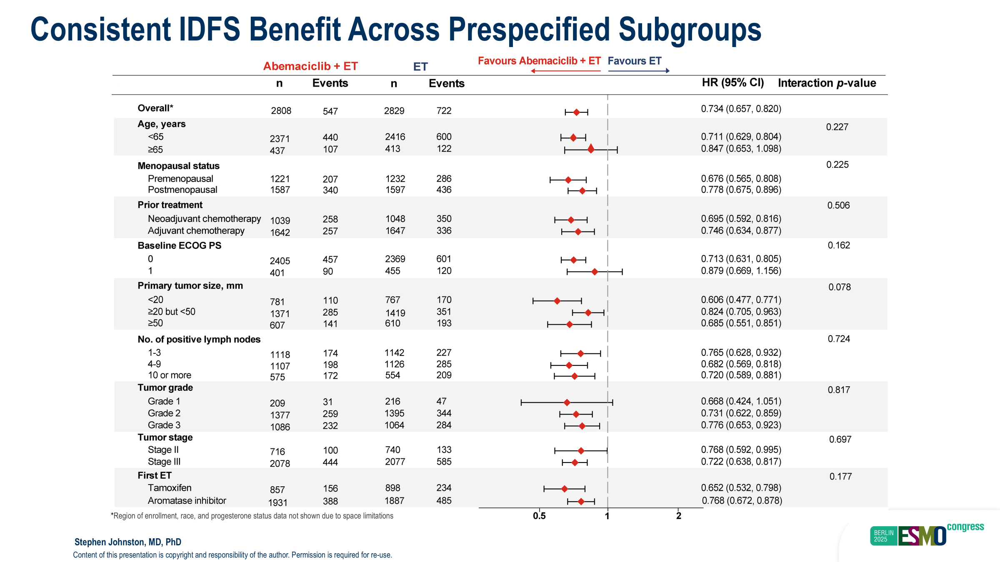 Consistent IDFS Benefit Across Prespecified Subgroups
Abemaciclib + ET ET Favours Abemaciclib + ET Favours ET
n Events n Events HR (95% CI) Interaction p-value
Overall* 2808 547 2829 722 0.734 (0.657, 0.820)
Age, years 0.227
<65 2371 440 2416 600 0.711 (0.629, 0.804)
≥65 437 107 413 122 0.847 (0.653, 1.098)
Menopausal status 0.225
Premenopausal 1221 207 1232 286 0.676 (0.565, 0.808)
Postmenopausal 1587 340 1597 436 0.778 (0.675, 0.896)
Prior treatment 0.506
Neoadjuvant chemotherapy 1039 258 1048 350 0.695 (0.592, 0.816)
Adjuvant chemotherapy 1642 257 1647 336 0.746 (0.634, 0.877)
Baseline ECOG PS 0.162
0 2405 457 2369 601 0.713 (0.631, 0.805)
1 401 90 455 120 0.879 (0.669, 1.156)
Primary tumor size, mm 0.078
<20 781 110 767 170 0.606 (0.477, 0.771)
≥20 but <50 1371 285 1419 351 0.824 (0.705, 0.963)
≥50 607 141 610 193 0.685 (0.551, 0.851)
No. of positive lymph nodes 0.724
1-3 1118 174 1142 227 0.765 (0.628, 0.932)
4-9 1107 198 1126 285 0.682 (0.569, 0.818)
10 or more 575 172 554 209 0.720 (0.589, 0.881)
Tumor grade 0.817
Grade 1 209 31 216 47 0.668 (0.424, 1.051)
Grade 2 1377 259 1395 344 0.731 (0.622, 0.859)
Grade 3 1086 232 1064 284 0.776 (0.653, 0.923)
Tumor stage 0.697
Stage II 716 100 740 133 0.768 (0.592, 0.995)
Stage III 2078 444 2077 585 0.722 (0.638, 0.817)
First ET 0.177
Tamoxifen 857 156 898 234 0.652 (0.532, 0.798)
Aromatase inhibitor 1931 388 1887 485 0.768 (0.672, 0.878)
0.5 1 2
*Region of enrollment, race, and progesterone status data not shown due to space limitations
Stephen Johnston, MD, PhD
Content of this presentation is copyright and responsibility of the author. Permission is required for re-use.
BERLIN
2025
ESMO congress